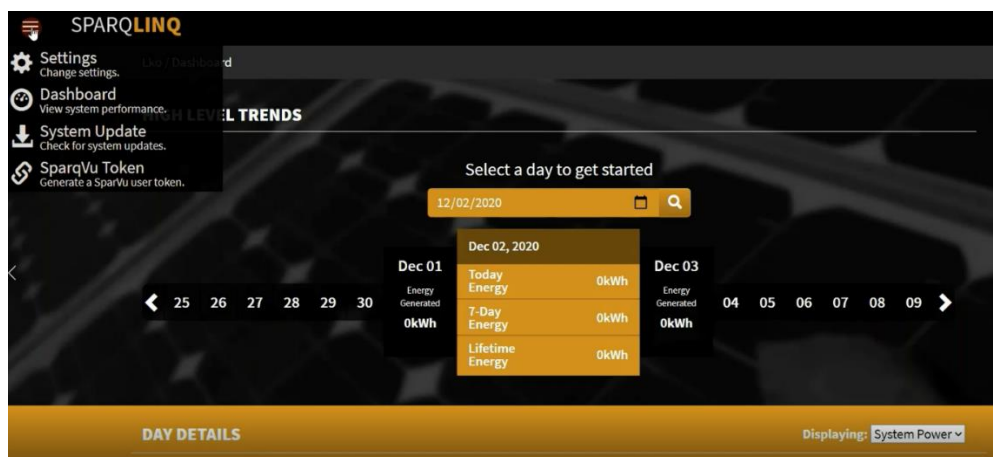 SPARQLINQ
Settings
Change settings.
Dashboard
View system performance.
System Update
Check for system updates.
SparqVu Token
Generate a SparVu user token.
Lko / Dashboard
HIGH LEVEL TRENDS
Select a day to get started
12/02/2020
25 26 27 28 29 30
Dec 01
Energy
Generated
0kWh
Dec 02, 2020
Today
Energy
0kWh
7-Day
Energy
0kWh
Lifetime
Energy
0kWh
Dec 03
Energy
Generated
0kWh
04 05 06 07 08 09
DAY DETAILS
Displaying: System Power